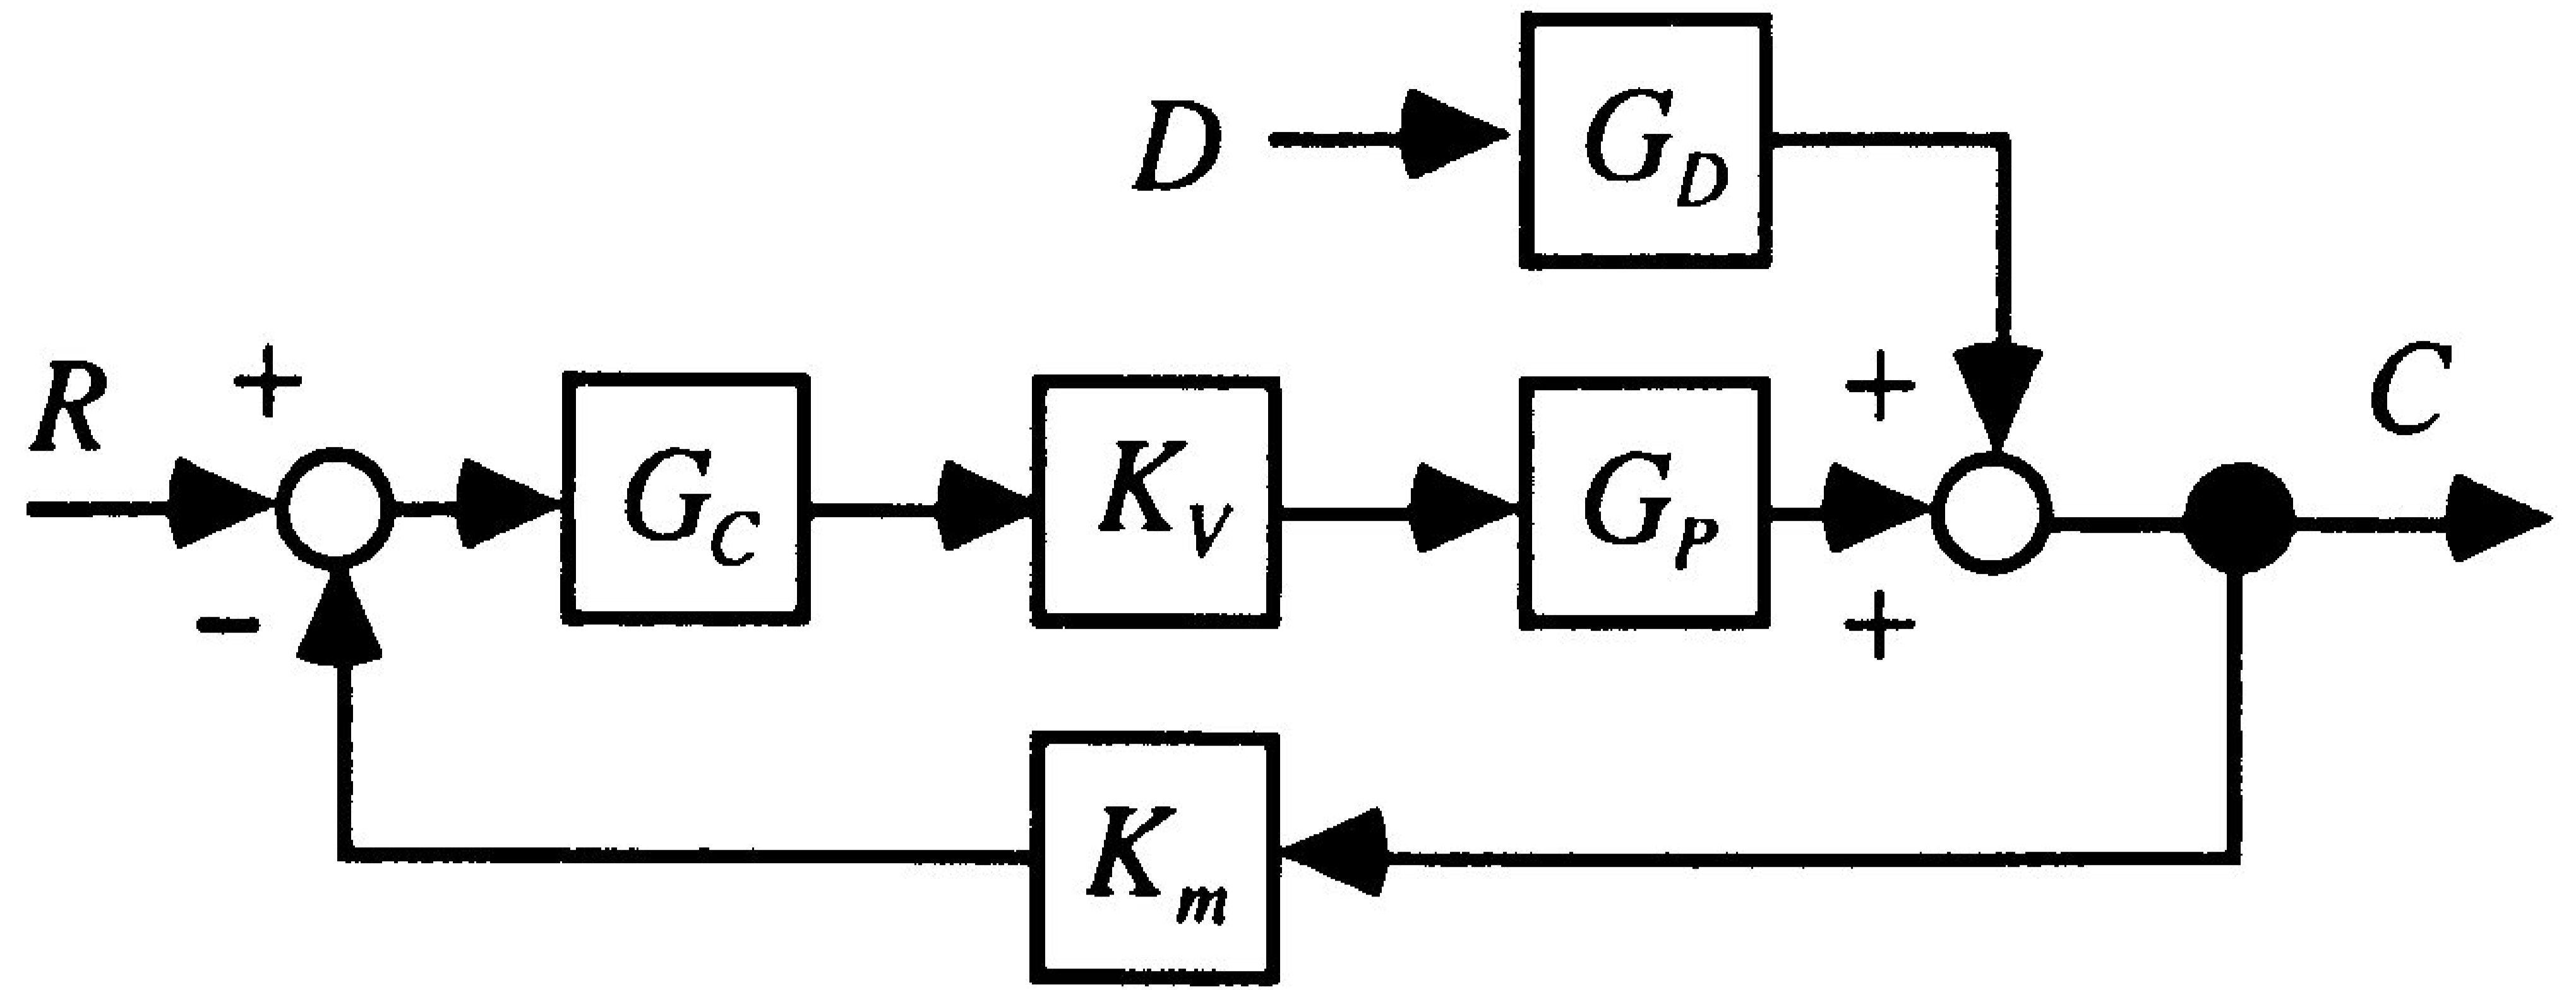 D G_D
R + G_C K_V G_P + C
− +
K_m